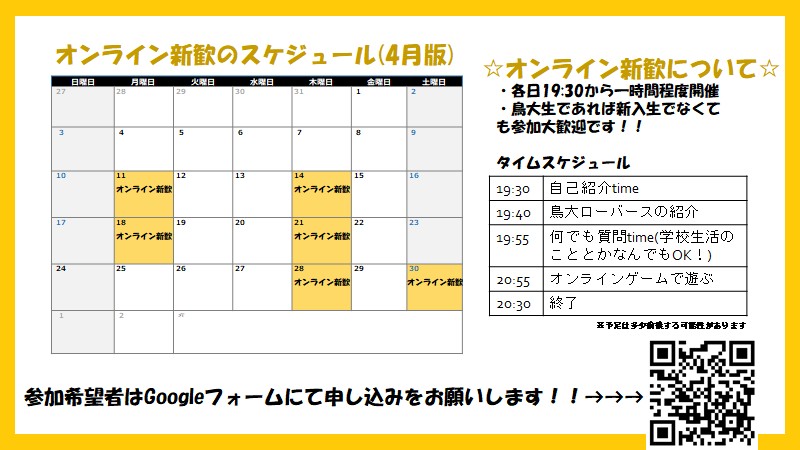 オンライン新歓のスケジュール(4月版)
日曜日 月曜日 火曜日 水曜日 木曜日 金曜日 土曜日
27 28 29 30 31 1 2
3 4 5 6 7 8 9
10 11 12 13 14 15 16
オンライン新歓 オンライン新歓
17 18 19 20 21 22 23
オンライン新歓 オンライン新歓
24 25 26 27 28 29 30
オンライン新歓 オンライン新歓
1 2
☆オンライン新歓について☆
・各日19:30から一時間程度開催
・鳥大生であれば新入生でなくて
も参加大歓迎です！！
タイムスケジュール
19:30 自己紹介time
19:40 鳥大ローバースの紹介
19:55 何でも質問time(学校生活の
こととかなんでもOK！)
20:55 オンラインゲームで遊ぶ
20:30 終了
※予定は多少前後する可能性があります
参加希望者はGoogleフォームにて申し込みをお願いします！！→→→